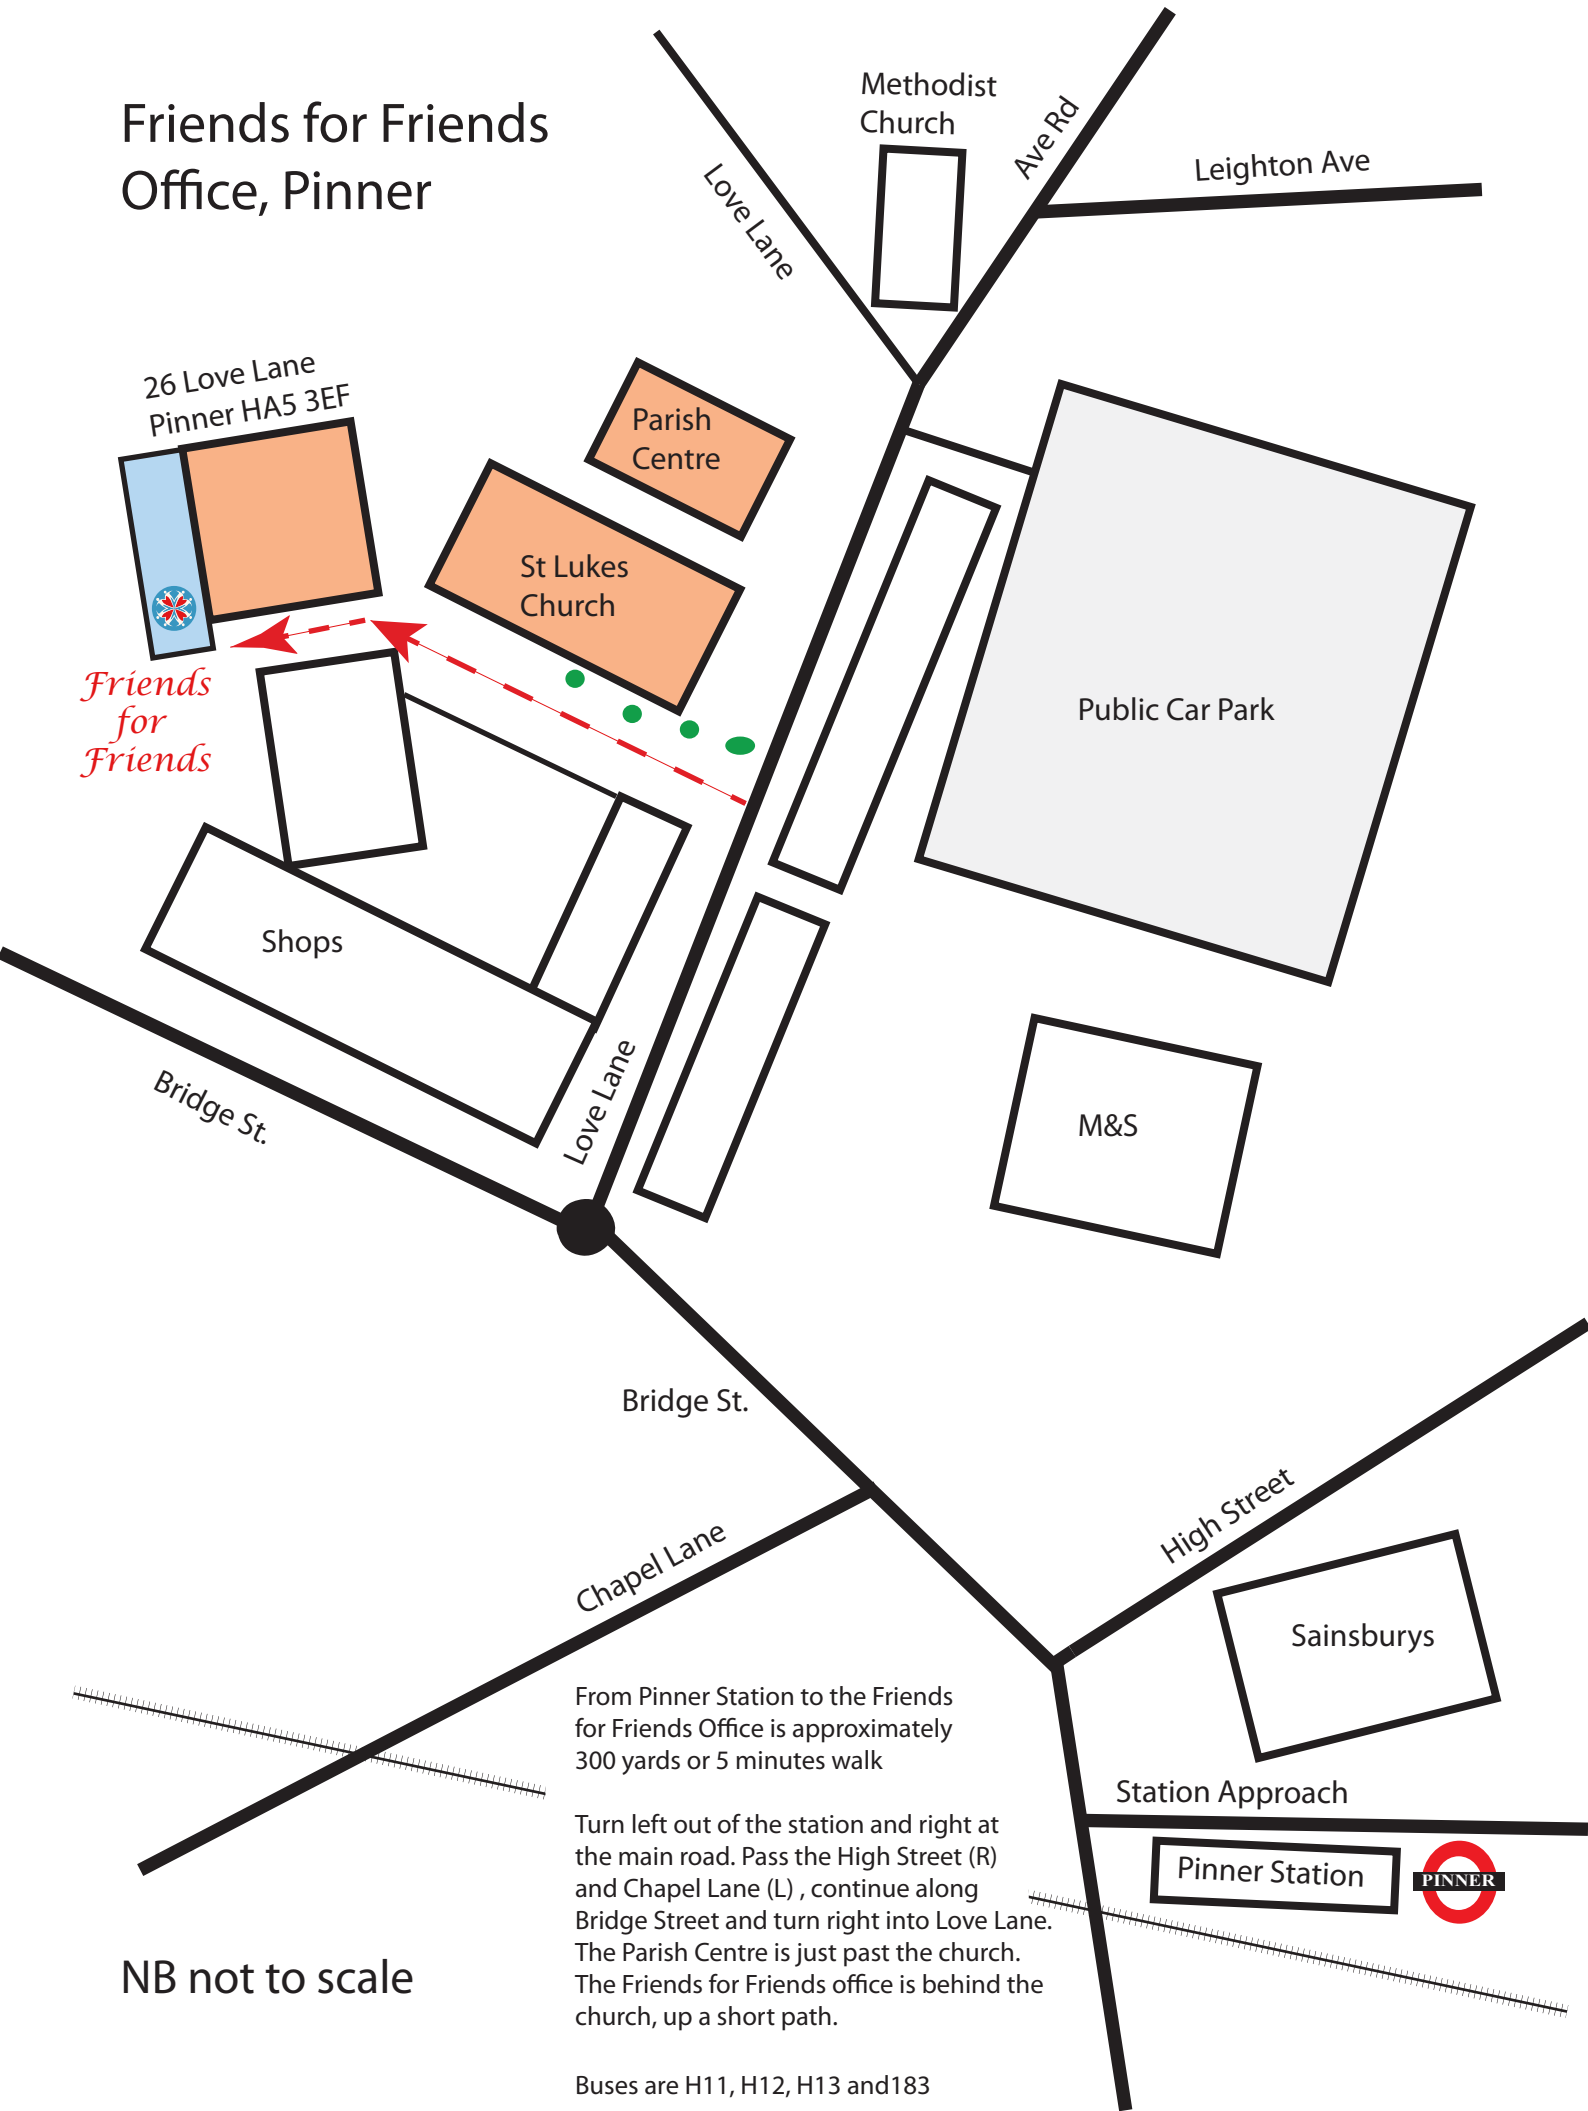 Friends for Friends
Office, Pinner
Methodist
Church
Ave Rd
Leighton Ave
Love Lane
26 Love Lane
Pinner HA5 3EF
Parish
Centre
St Lukes
Church
Friends
for
Friends
Public Car Park
Shops
Love Lane
Bridge St.
M&S
Bridge St.
High Street
Chapel Lane
Sainsburys
From Pinner Station to the Friends
for Friends Office is approximately
300 yards or 5 minutes walk
Station Approach
Pinner Station
PINNER
Turn left out of the station and right at
the main road. Pass the High Street (R)
and Chapel Lane (L) , continue along
Bridge Street and turn right into Love Lane.
The Parish Centre is just past the church.
The Friends for Friends office is behind the
church, up a short path.
NB not to scale
Buses are H11, H12, H13 and183